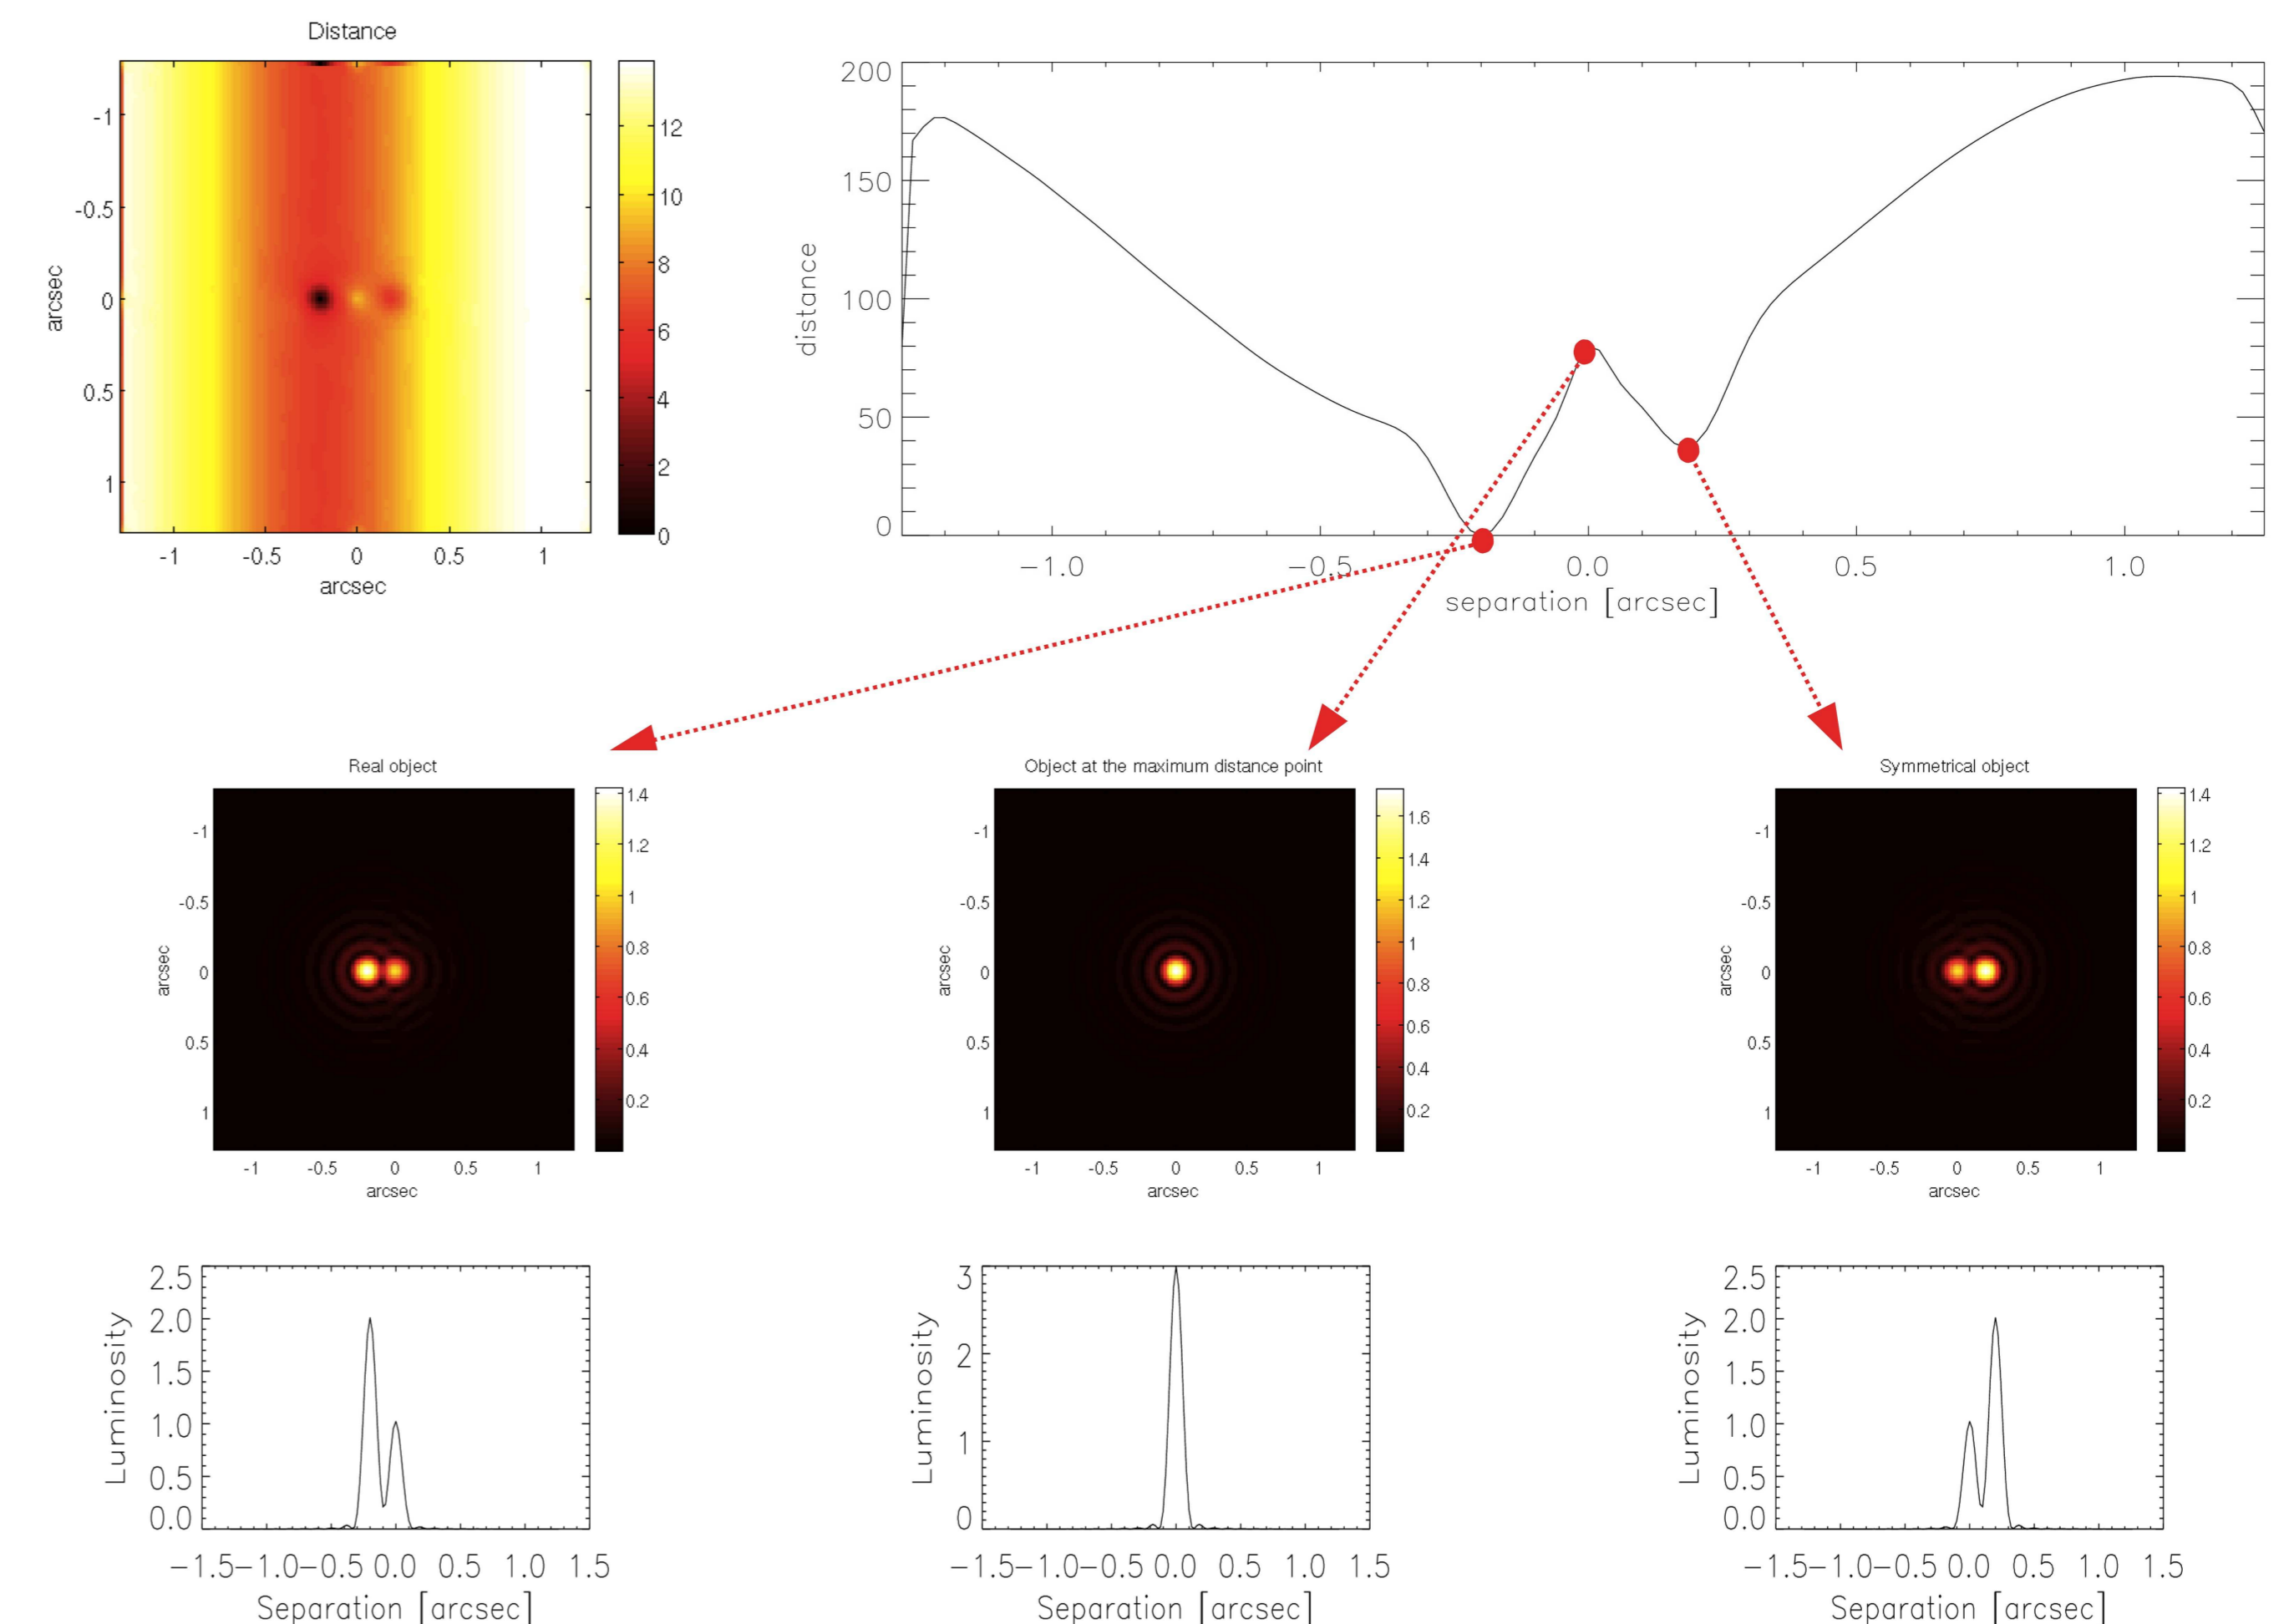 Distance
-1
-0.5
0
0.5
1
arcsec
12
10
8
6
4
2
0
-1 -0.5 0 0.5 1
arcsec
200
150
100
50
0
distance
−1.0 −0.5 0.0 0.5 1.0
separation [arcsec]
Real object
-1
-0.5
0
0.5
1
arcsec
1.4
1.2
1
0.8
0.6
0.4
0.2
-1 -0.5 0 0.5 1
arcsec
Object at the maximum distance point
-1
-0.5
0
0.5
1
arcsec
1.6
1.4
1.2
1
0.8
0.6
0.4
0.2
-1 -0.5 0 0.5 1
arcsec
Symmetrical object
-1
-0.5
0
0.5
1
arcsec
1.4
1.2
1
0.8
0.6
0.4
0.2
-1 -0.5 0 0.5 1
arcsec
2.5
2.0
1.5
1.0
0.5
0.0
Luminosity
−1.5−1.0−0.5 0.0 0.5 1.0 1.5
Separation [arcsec]
3
2
1
0
Luminosity
−1.5−1.0−0.5 0.0 0.5 1.0 1.5
Separation [arcsec]
2.5
2.0
1.5
1.0
0.5
0.0
Luminosity
−1.5−1.0−0.5 0.0 0.5 1.0 1.5
Separation [arcsec]